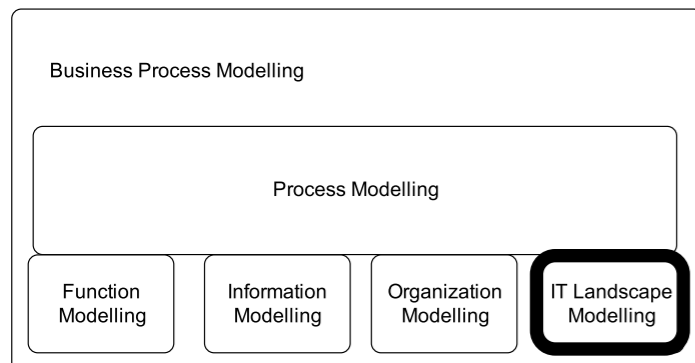 Business Process Modelling
Process Modelling
Function
Modelling
Information
Modelling
Organization
Modelling
IT Landscape
Modelling